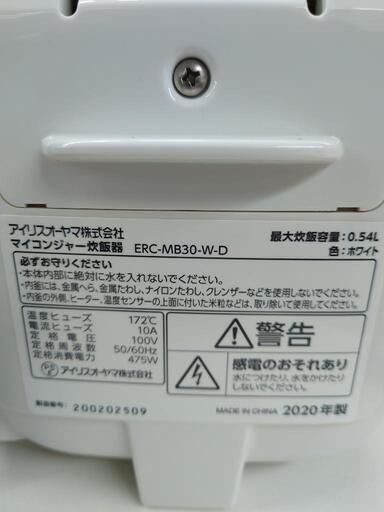 アイリスオーヤマ株式会社
マイコンジャー炊飯器 ERC-MB30-W-D
最大炊飯容量:0.54L
色:ホワイト
必ずお守りください
・本体内部に絶対に水を入れないでください。
・内釜には、金属へら、金属たわし、ナイロンたわし、クレンザーなどを使用しないでください。
・内釜の外側、ヒーター、温度センサーの上面に付いた米粒などは、取り除いて使用してください。
温度ヒューズ 172℃
電流ヒューズ 10A
定格電圧 100V
定格周波数 50/60Hz
定格消費電力 475W
アイリスオーヤマ株式会社
製造番号: 200202509
警告
感電のおそれあり
水につけたり、水をかけたり
しないでください。
MADE IN CHINA 2020年製